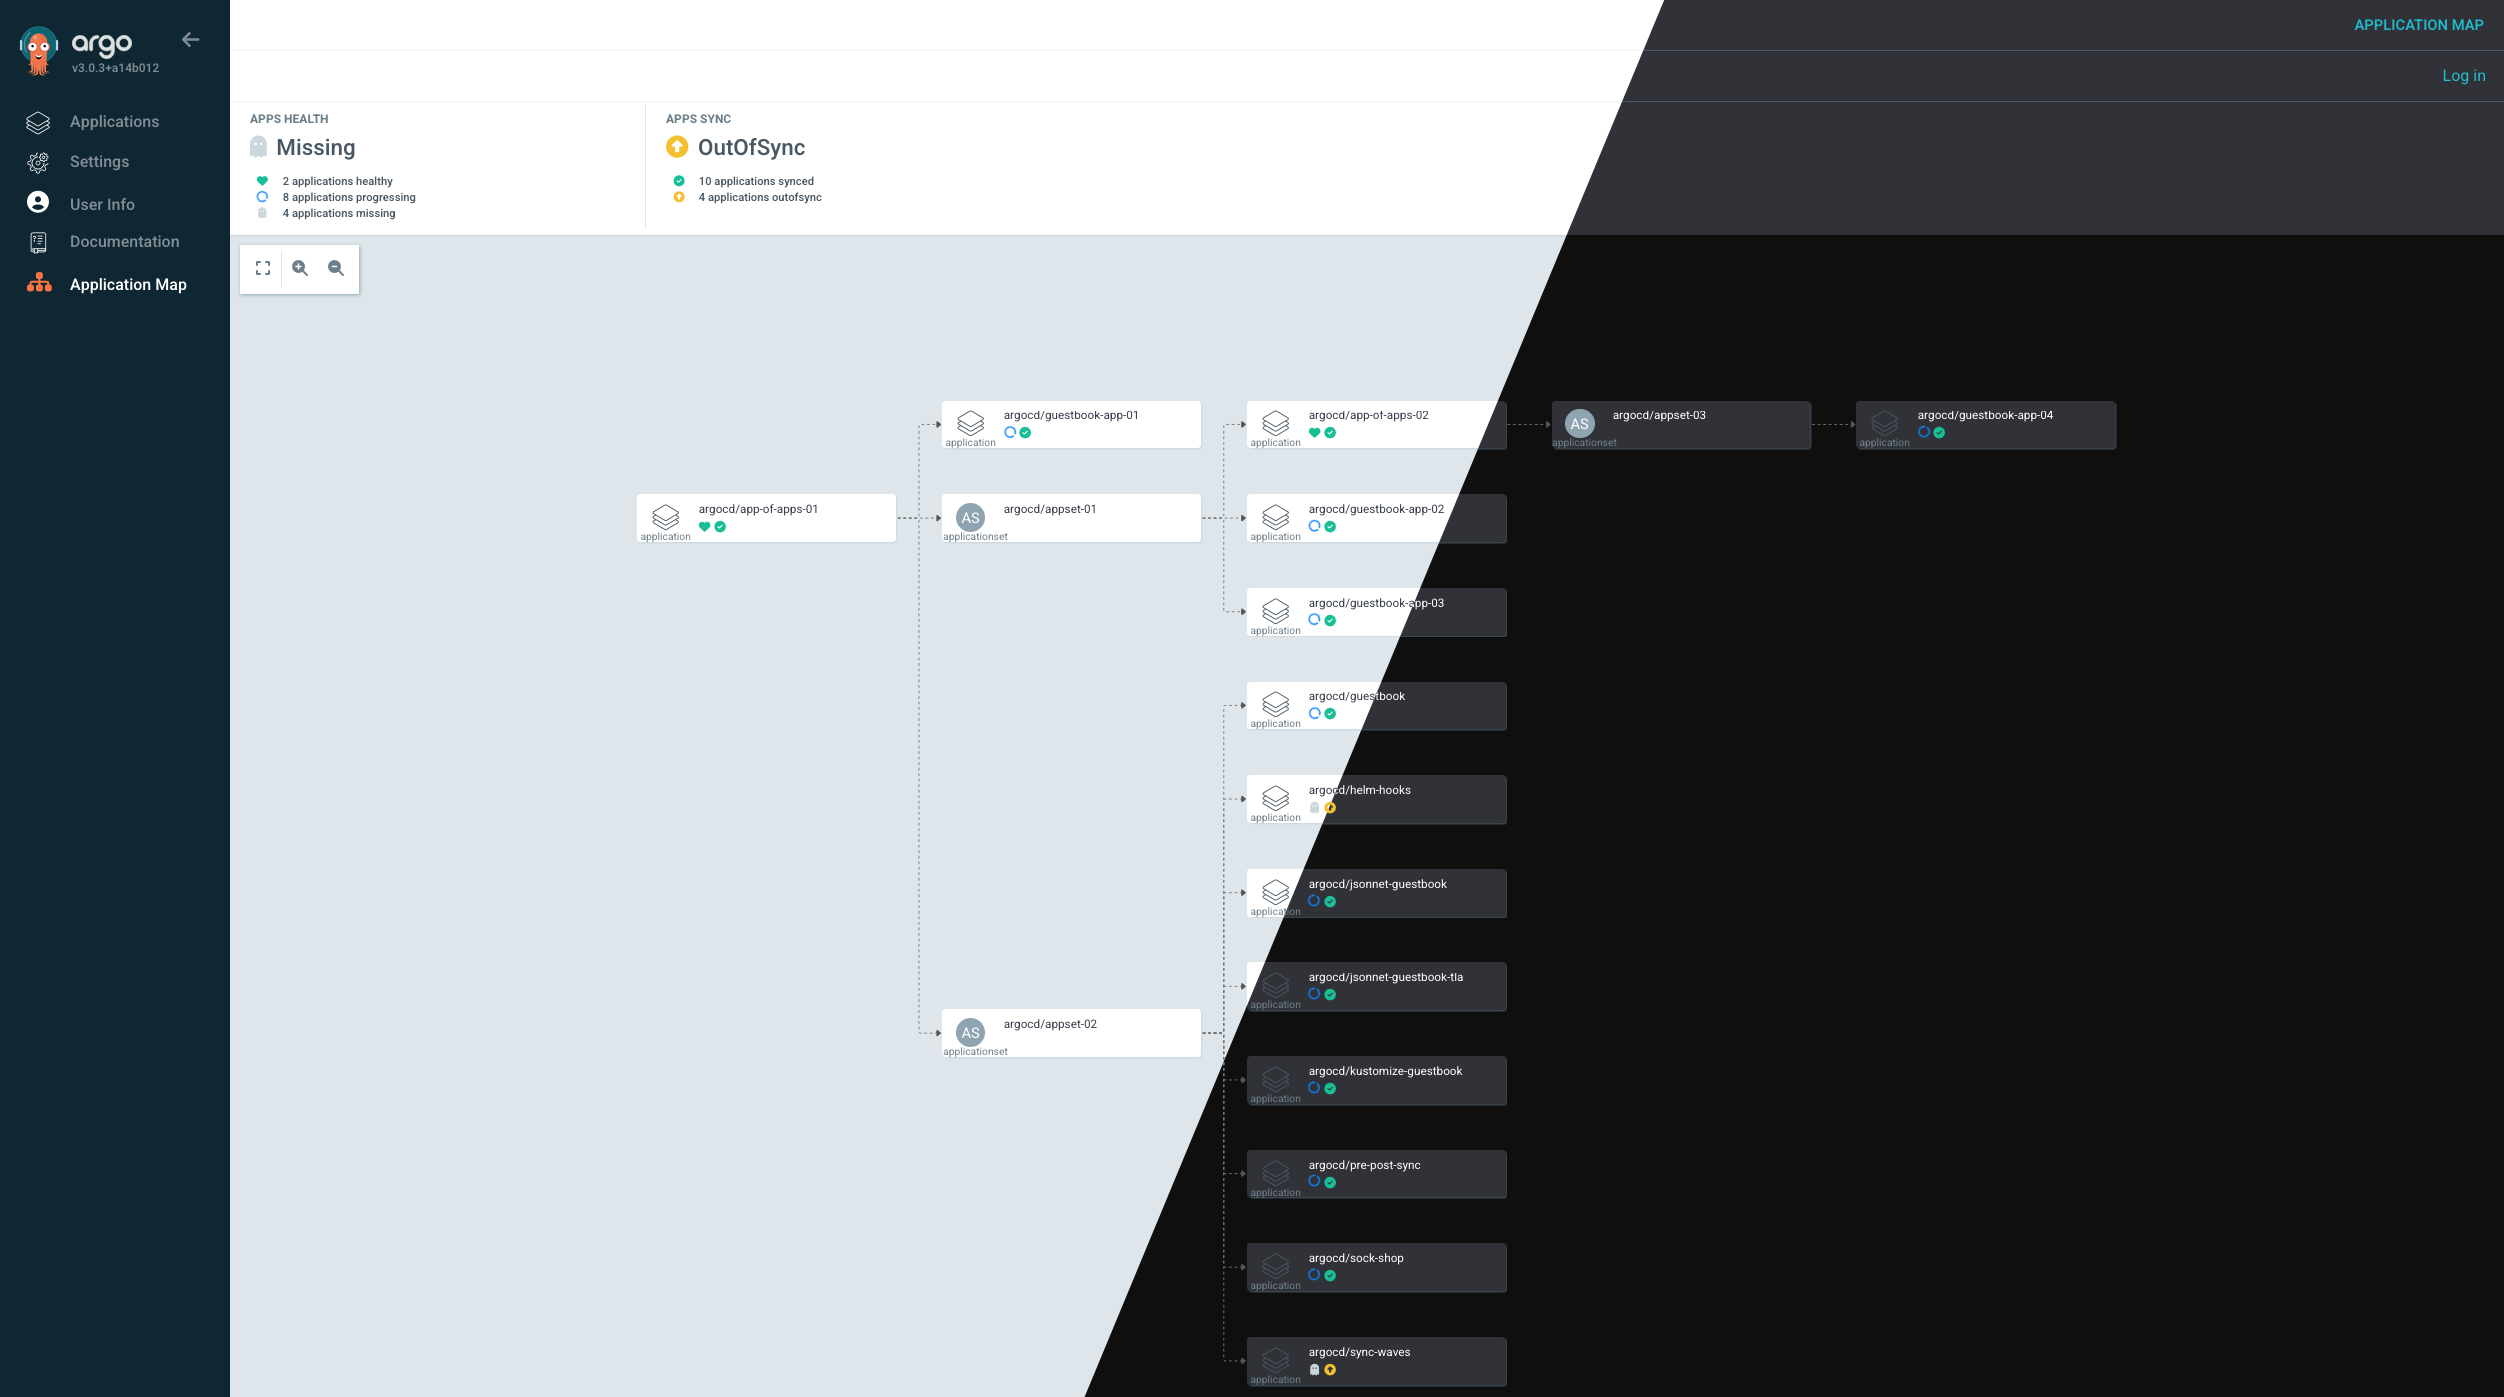 argo
v3.0.3+a14b012
Applications
Settings
User Info
Documentation
Application Map
APPLICATION MAP
Log in
APPS HEALTH
Missing
2 applications healthy
8 applications progressing
4 applications missing
APPS SYNC
OutOfSync
10 applications synced
4 applications outofsync
argocd/app-of-apps-01
application
argocd/guestbook-app-01
application
AS
argocd/appset-01
applicationset
AS
argocd/appset-02
applicationset
argocd/app-of-apps-02
application
argocd/guestbook-app-02
application
argocd/guestbook-app-03
application
argocd/guestbook
application
argocd/helm-hooks
application
argocd/jsonnet-guestbook
application
argocd/jsonnet-guestbook-tla
application
argocd/kustomize-guestbook
application
argocd/pre-post-sync
application
argocd/sock-shop
application
argocd/sync-waves
application
AS
argocd/appset-03
applicationset
argocd/guestbook-app-04
application